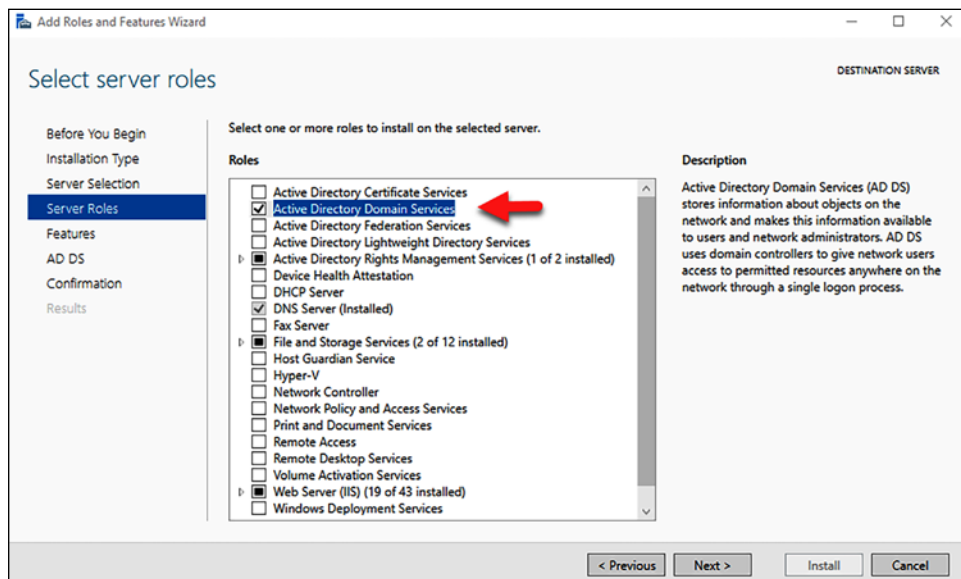 Add Roles and Features Wizard
Select server roles
DESTINATION SERVER
Before You Begin
Installation Type
Server Selection
Server Roles
Features
AD DS
Confirmation
Results
Select one or more roles to install on the selected server.
Roles
Active Directory Certificate Services
Active Directory Domain Services
Active Directory Federation Services
Active Directory Lightweight Directory Services
Active Directory Rights Management Services (1 of 2 installed)
Device Health Attestation
DHCP Server
DNS Server (Installed)
Fax Server
File and Storage Services (2 of 12 installed)
Host Guardian Service
Hyper-V
Network Controller
Network Policy and Access Services
Print and Document Services
Remote Access
Remote Desktop Services
Volume Activation Services
Web Server (IIS) (19 of 43 installed)
Windows Deployment Services
Description
Active Directory Domain Services (AD DS)
stores information about objects on the
network and makes this information available
to users and network administrators. AD DS
uses domain controllers to give network users
access to permitted resources anywhere on the
network through a single logon process.
< Previous
Next >
Install
Cancel